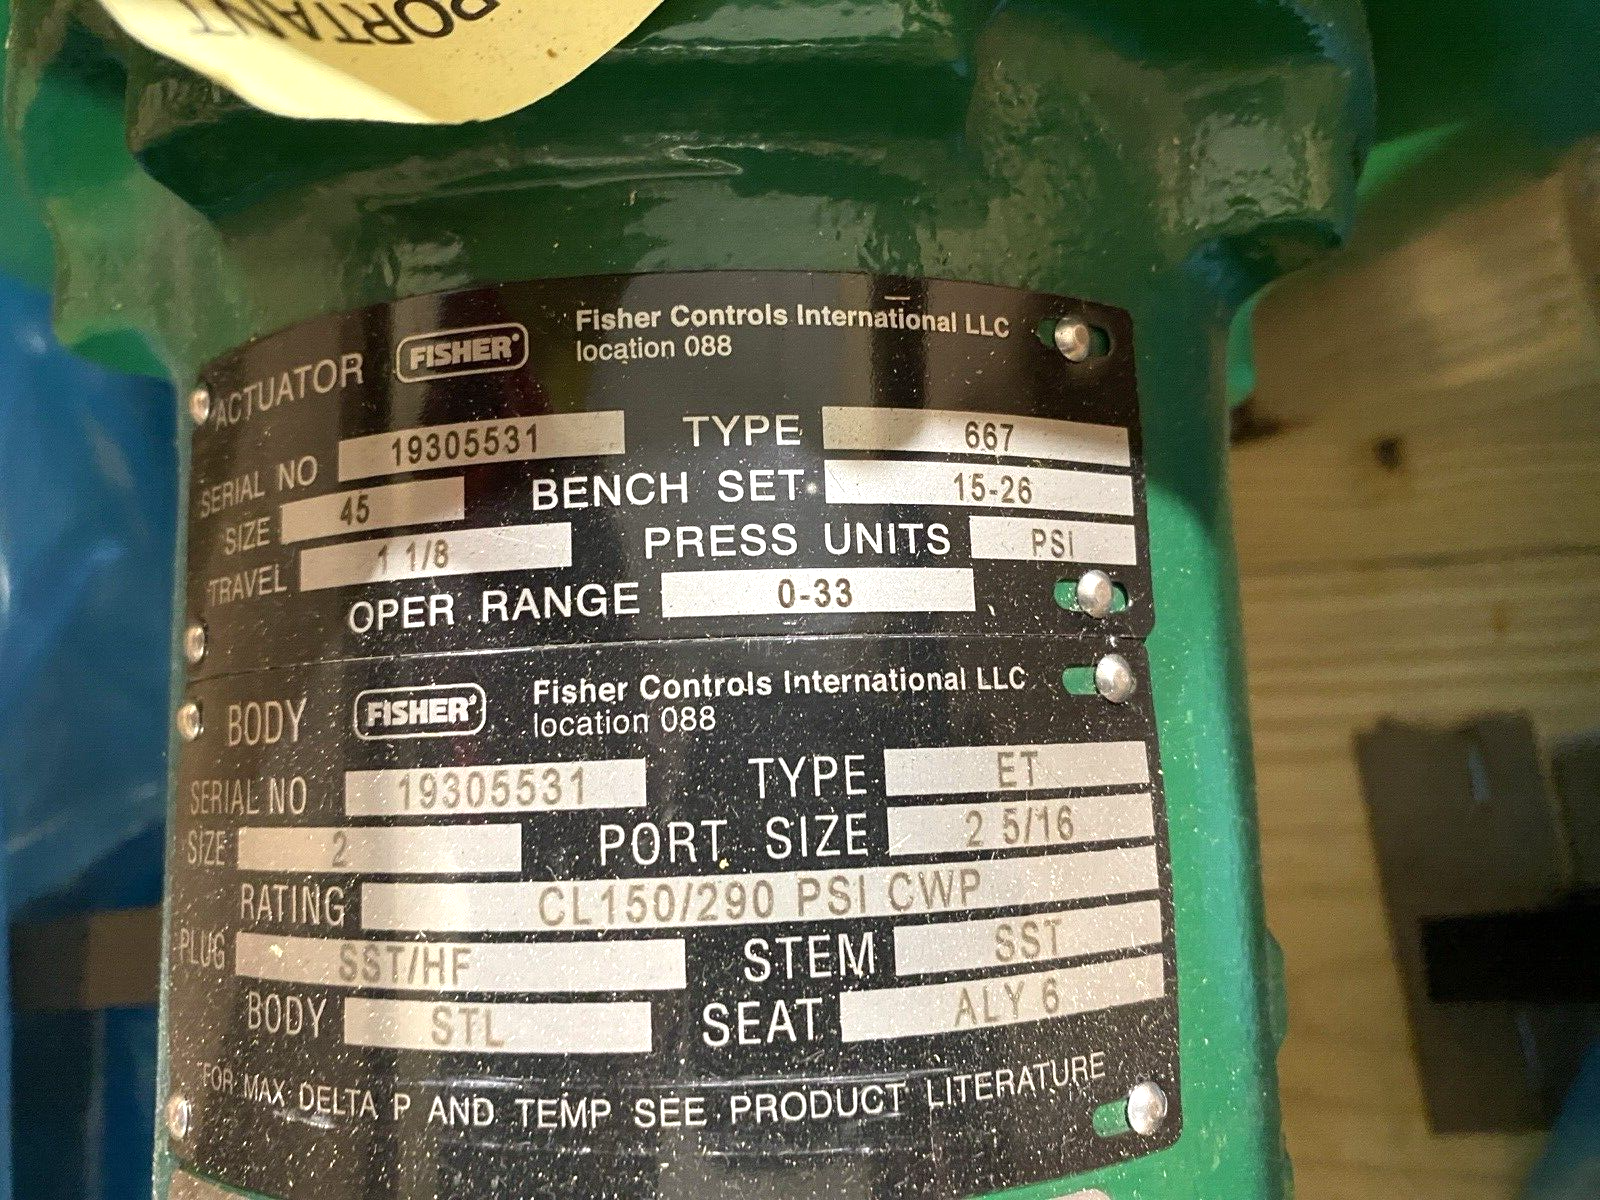 PORTANT
ACTUATOR FISHER® Fisher Controls International LLC
location 088
SERIAL NO 19305531 TYPE 667
SIZE 45 BENCH SET 15-26
TRAVEL 1 1/8 PRESS UNITS PSI
OPER RANGE 0-33
BODY FISHER® Fisher Controls International LLC
location 088
SERIAL NO 19305531 TYPE ET
SIZE 2 PORT SIZE 2 5/16
RATING CL150/290 PSI CWP
PLUG SST/HF STEM SST
BODY STL SEAT ALY 6
FOR MAX DELTA P AND TEMP SEE PRODUCT LITERATURE